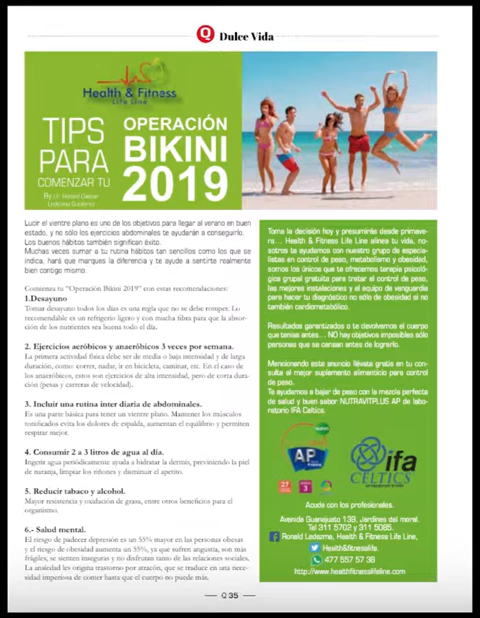 Q Dulce Vida
Health & Fitness
Life Line
TIPS
PARA
COMENZAR TU
OPERACIÓN
BIKINI
2019
Lucir el vientre plano es uno de los objetivos para llegar al verano en buen
estado, y no sólo los ejercicios abdominales te ayudarán a conseguirlo.
Los buenos hábitos también significan éxito.
Muchas veces sumar a tu rutina hábitos tan sencillos como los que se
indica, hará que marques la diferencia y te ayude a sentirte realmente
bien contigo mismo.
Comienza tu "Operación Bikini 2019" con estas recomendaciones:
1.Desayuno
Tomar desayuno todos los días es una regla que no se debe romper. Lo
recomendable es un refrigerio ligero y con mucha fibra para que la absor-
ción de los nutrientes sea buena todo el día.
2. Ejercicios aeróbicos y anaeróbicos 3 veces por semana.
La primera actividad física debe ser de media o baja intensidad y de larga
duración, como: correr, nadar, ir en bicicleta, caminar, etc. En el caso de
los anaeróbicos, estos son ejercicios de alta intensidad, pero de corta dura-
ción (pesas y carreras de velocidad).
3. Incluir una rutina inter diaria de abdominales.
Es una parte básica para tener un vientre plano. Mantener los músculos
tonificados evita los dolores de espalda, aumentan el equilibrio y permiten
respirar mejor.
4. Consumir 2 a 3 litros de agua al día.
Ingerir agua periódicamente ayuda a hidratar la dermis, previniendo la piel
de naranja, limpiar los riñones y disminuir el apetito.
5. Reducir tabaco y alcohol.
Mayor resistencia y oxidación de grasa, entre otros beneficios para el
organismo.
6.- Salud mental.
El riesgo de padecer depresión es un 55% mayor en las personas obesas
y el riesgo de obesidad aumenta un 55%, ya que sufren angustia, son más
frágiles, se sienten inseguras y no disfrutan tanto de las relaciones sociales.
La ansiedad les origina trastorno por atracón, que se traduce en una nece-
sidad imperiosa de comer hasta que el cuerpo no puede más.
Toma la decisión hoy y presumirás desde primave-
ra... Health & Fitness Life Line alinea tu vida, no-
sotros te ayudamos con nuestro grupo de especia-
listas en control de peso, metabolismo y obesidad,
somos los únicos que te ofrecemos terapia psicoló-
gica grupal gratuita para tratar el control de peso,
las mejores instalaciones y el equipo de vanguardia
para hacer tu diagnóstico no sólo de obesidad si no
también cardiometabólico.
Resultados garantizados o te devolvemos el cuerpo
que tenías antes... NO hay objetivos imposibles sólo
personas que se cansan antes de lograrlo.
Mencionando este anuncio llévate gratis en tu con-
sulta el mejor suplemento alimenticio para control
de peso.
Te ayudamos a bajar de peso con la mezcla perfecta
de salud y buen sabor NUTRAVITPLUS AP de labo-
ratorio IFA Celtics.
AP
27
3
ifa
CELTICS
Acude con los profesionales.
Avenida Guanajuato 139, Jardines del moral.
Tel 311 5702 y 311 5085.
Ronald Ledezma, Health & Fitness Life Line,
Health&fitnesslife.
477 557 57 38
http://www.healthfitnesslifeline.com
Q 35